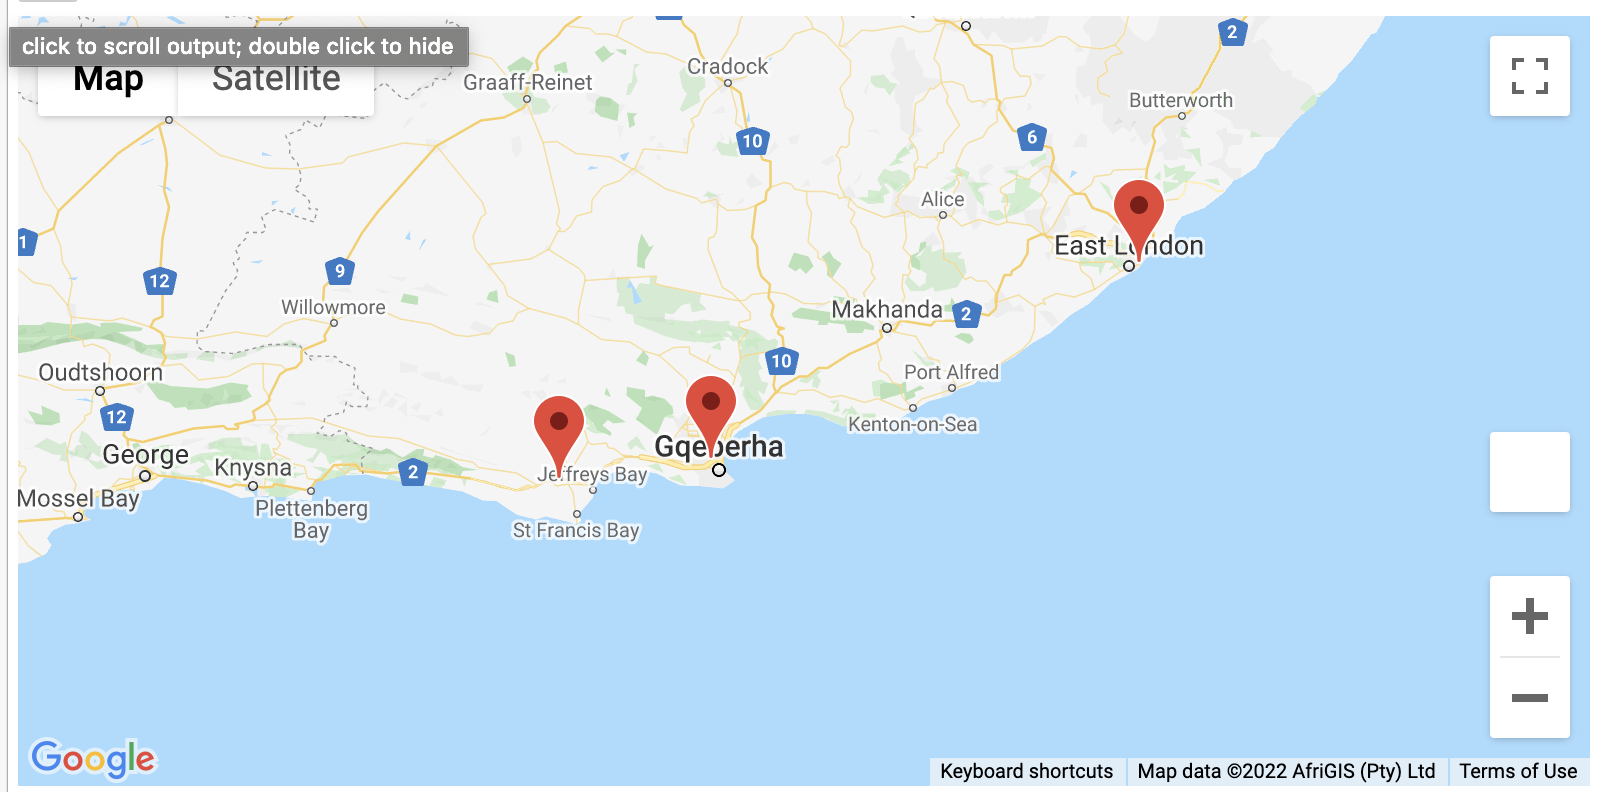 click to scroll output; double click to hide
Map
Satellite
Graaff-Reinet
Cradock
2
Butterworth
10
6
Alice
1
East London
12
9
Willowmore
Makhanda
2
10
Oudtshoorn
Port Alfred
12
Kenton-on-Sea
Gqeberha
George
Knysna
2
Jeffreys Bay
Mossel Bay
Plettenberg
Bay
St Francis Bay
Google
Keyboard shortcuts
Map data ©2022 AfriGIS (Pty) Ltd
Terms of Use